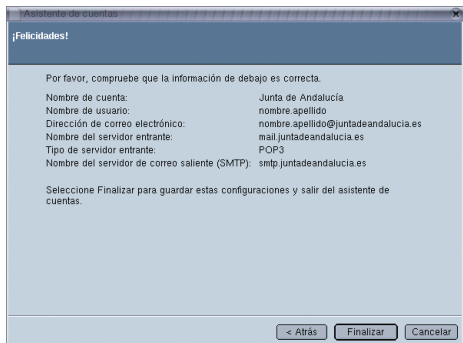 Asistente de cuentas
¡Felicidades!
Por favor, compruebe que la información de debajo es correcta.
Nombre de cuenta: Junta de Andalucía
Nombre de usuario: nombre.apellido
Dirección de correo electrónico: nombre.apellido@juntadeandalucia.es
Nombre del servidor entrante: mail.juntadeandalucia.es
Tipo de servidor entrante: POP3
Nombre del servidor de correo saliente (SMTP): smtp.juntadeandalucia.es
Seleccione Finalizar para guardar estas configuraciones y salir del asistente de
cuentas.
< Atrás Finalizar Cancelar